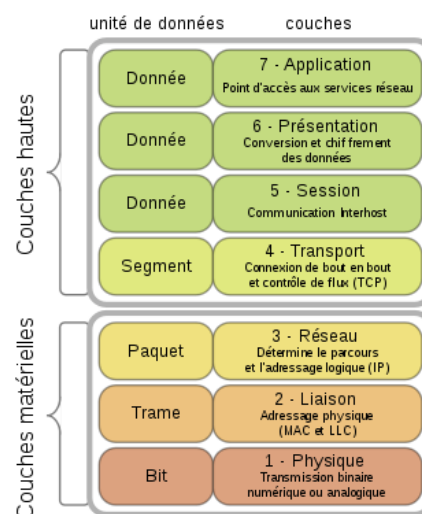 unité de données couches
Couches hautes
Donnée
7 - Application
Point d'accès aux services réseau
Donnée
6 - Présentation
Conversion et chiffrement
des données
Donnée
5 - Session
Communication Interhost
Segment
4 - Transport
Connexion de bout en bout
et contrôle de flux (TCP)
Couches matérielles
Paquet
3 - Réseau
Détermine le parcours
et l'adressage logique (IP)
Trame
2 - Liaison
Adressage physique
(MAC et LLC)
Bit
1 - Physique
Transmission binaire
numérique ou analogique